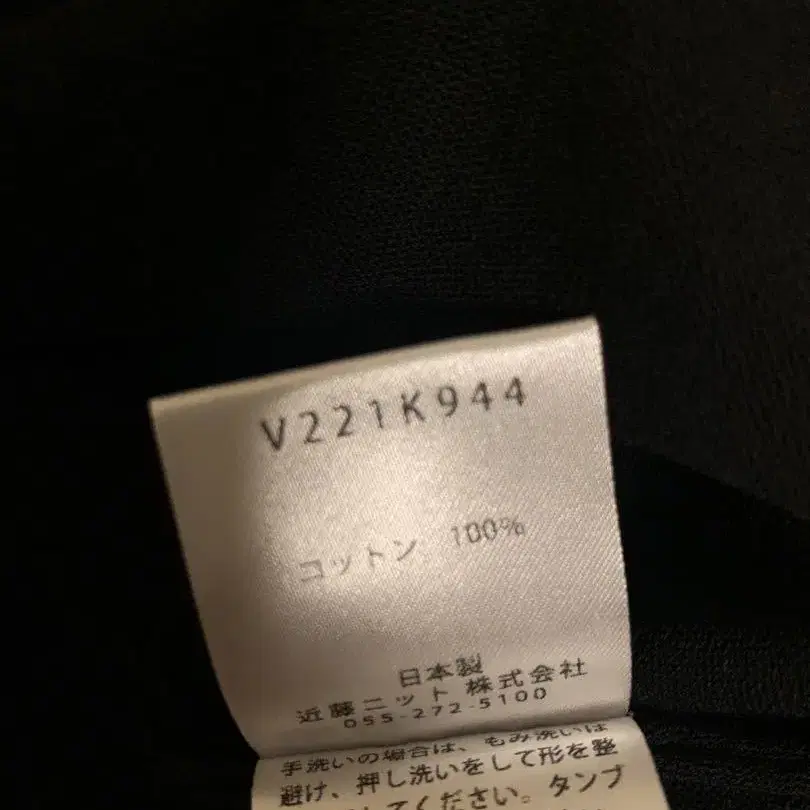 V221K944
コットン 100%
日本製
近藤ニット 株式会社
055-272-5100
手洗いの場合は、もみ洗いは
避け、押し洗いをして形を整
てください。タンブ